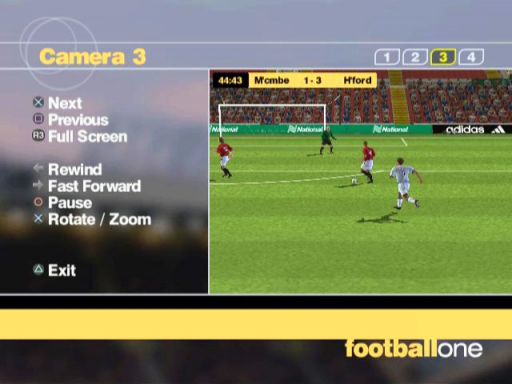 Camera 3
1 2 3 4
44:43 M'cmbe 1 - 3 H'ford
National National National adidas
Next
Previous
R3 Full Screen
Rewind
Fast Forward
Pause
Rotate / Zoom
Exit
footballone